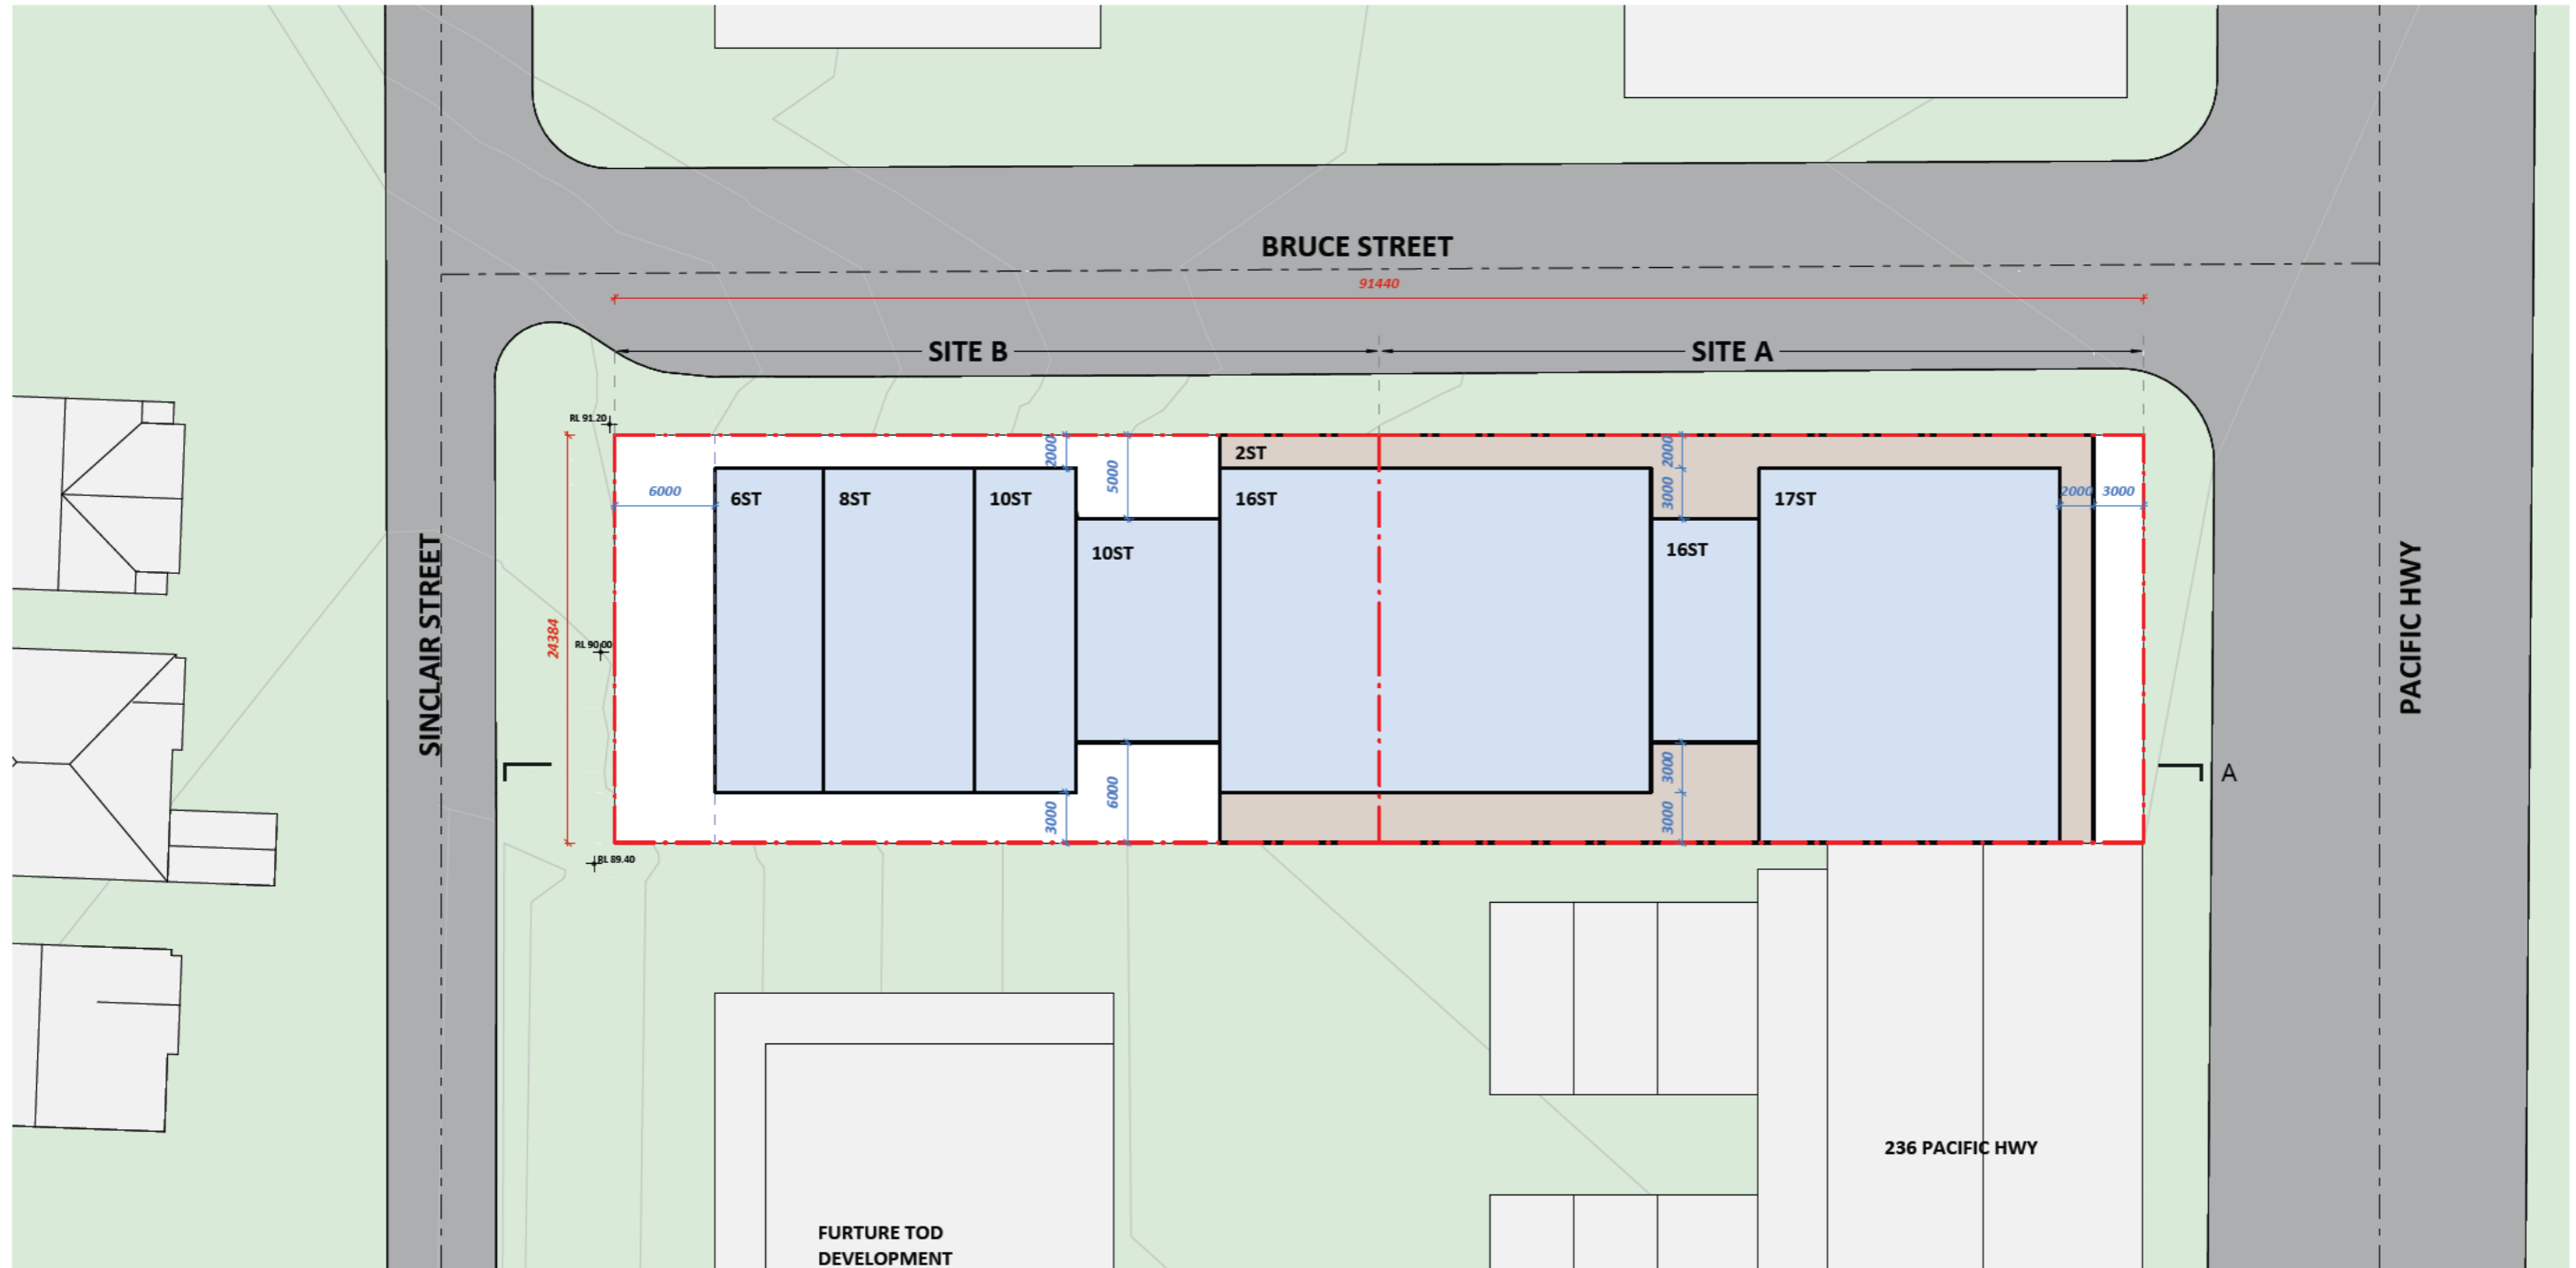 BRUCE STREET
91440
SITE B
SITE A
RL 91.20
2ST
2000
2000
5000
3000
6000
6ST
8ST
10ST
16ST
17ST
2000
3000
10ST
16ST
SINCLAIR STREET
24384
RL 90.00
PACIFIC HWY
A
3000
6000
3000
3000
RL 89.40
236 PACIFIC HWY
FURTURE TOD
DEVELOPMENT